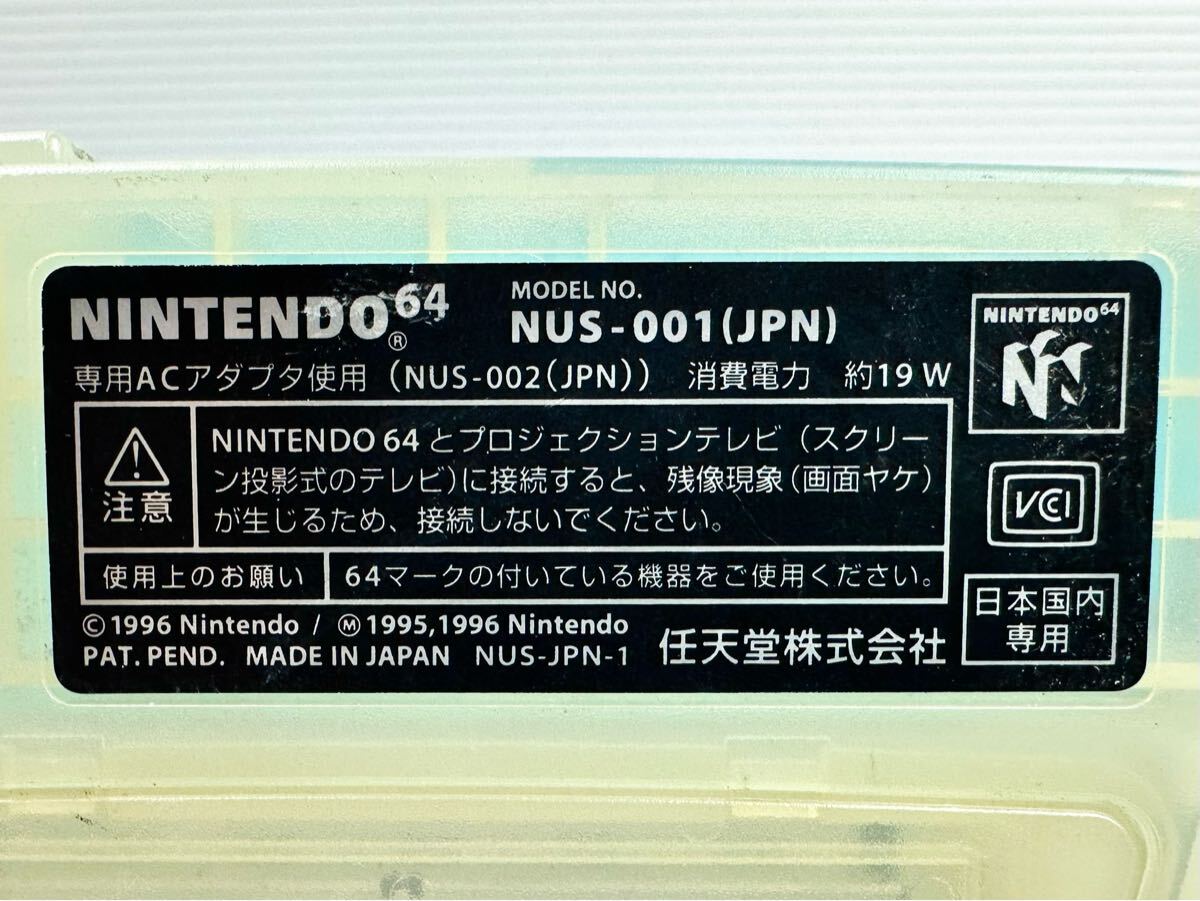 NINTENDO64®
MODEL NO.
NUS-001(JPN)
専用ACアダプタ使用（NUS-002(JPN)） 消費電力 約19W
注意
NINTENDO 64とプロジェクションテレビ（スクリー
ン投影式のテレビ）に接続すると、残像現象（画面ヤケ）
が生じるため、接続しないでください。
使用上のお願い
64マークの付いている機器をご使用ください。
©1996 Nintendo / Ⓜ1995,1996 Nintendo
PAT. PEND. MADE IN JAPAN NUS-JPN-1
任天堂株式会社
NINTENDO64
VCCI
日本国内
専用